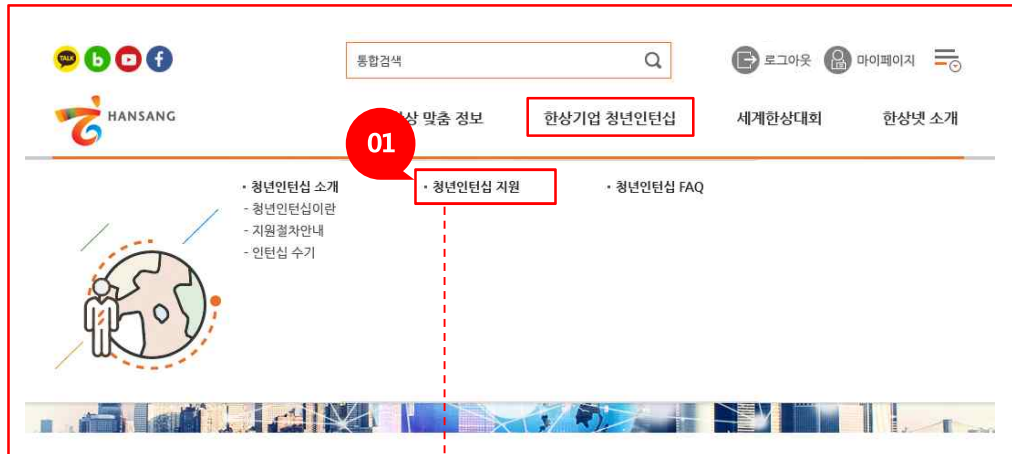 TALK
b
f
통합검색
로그아웃
마이페이지
HANSANG
맞춤 정보
한상기업 청년인턴십
세계한상대회
한상넷 소개
01
· 청년인턴십 소개
· 청년인턴십 지원
· 청년인턴십 FAQ
- 청년인턴십이란
- 지원절차안내
- 인턴십 수기